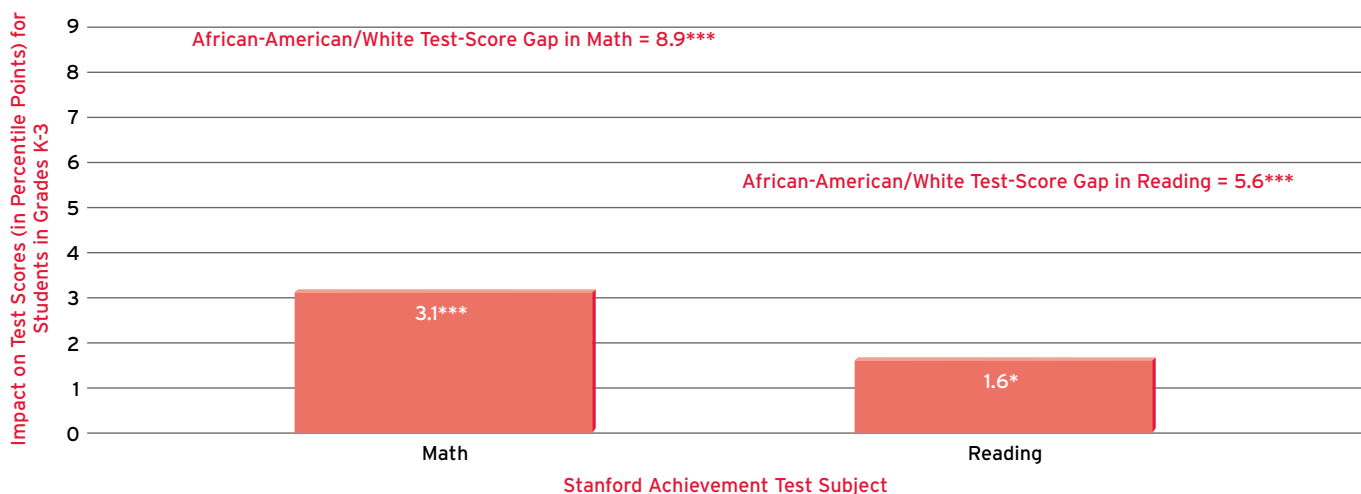 Impact on Test Scores (in Percentile Points) for
Students in Grades K-3
9
8
7
6
5
4
3
2
1
0
African-American/White Test-Score Gap in Math = 8.9***
African-American/White Test-Score Gap in Reading = 5.6***
3.1***
1.6*
Math
Reading
Stanford Achievement Test Subject